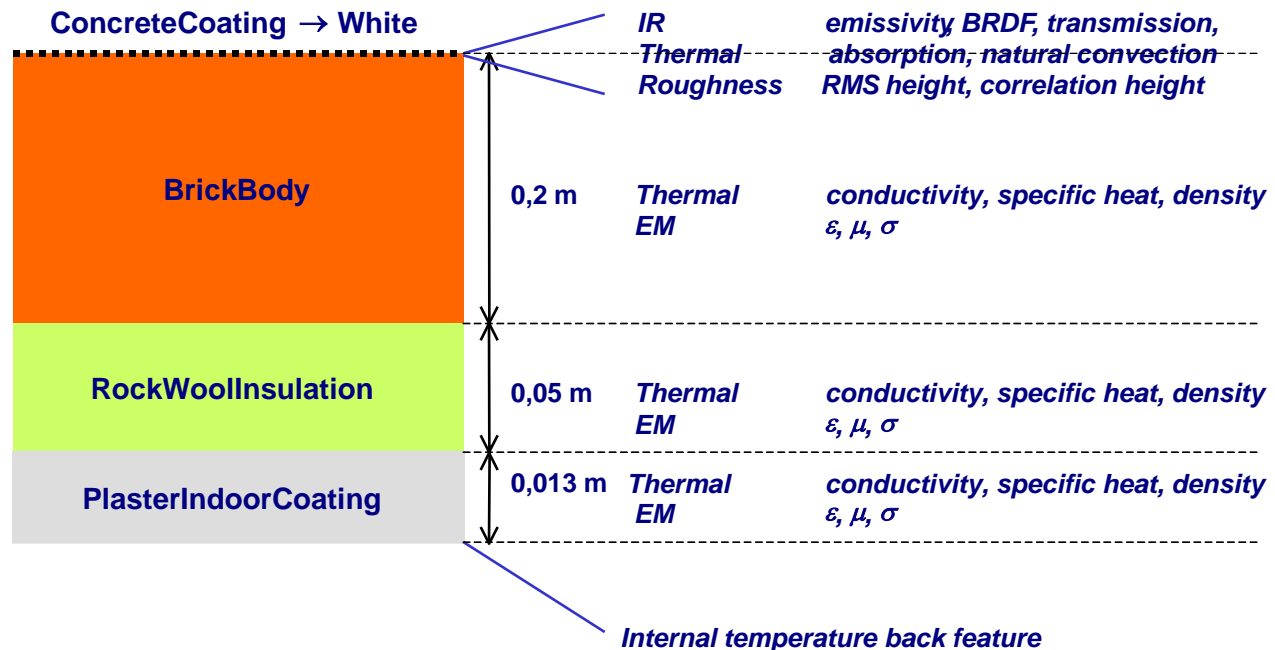 ConcreteCoating → White
IR emissivity, BRDF, transmission,
Thermal absorption, natural convection
Roughness RMS height, correlation height
BrickBody
0,2 m Thermal conductivity, specific heat, density
EM ε, μ, σ
RockWoolInsulation
0,05 m Thermal conductivity, specific heat, density
EM ε, μ, σ
PlasterIndoorCoating
0,013 m Thermal conductivity, specific heat, density
EM ε, μ, σ
Internal temperature back feature